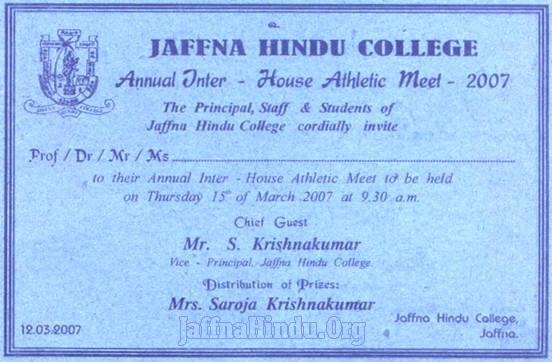 உ
JAFFNA HINDU COLLEGE
Annual Inter - House Athletic Meet - 2007
The Principal, Staff & Students of
Jaffna Hindu College cordially invite
Prof / Dr / Mr / Ms
to their Annual Inter - House Athletic Meet to be held
on Thursday 15th of March 2007 at 9.30 a.m.
Chief Guest
Mr. S. Krishnakumar
Vice - Principal, Jaffna Hindu College.
Distribution of Prizes:
Mrs. Saroja Krishnakumar
JaffnaHindu.Org
12.03.2007
Jaffna Hindu College,
Jaffna.